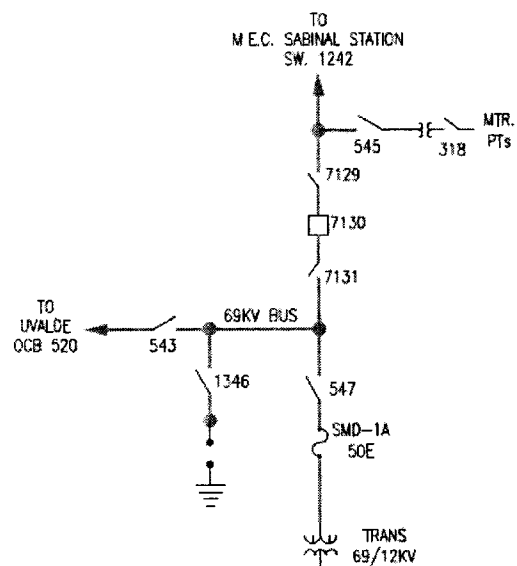 TO
M.E.C. SABINAL STATION
SW. 1242
MTR.
PTs
545
318
7129
7130
7131
TO
UVALDE
OCB 520
69KV BUS
543
1346
547
SMD-1A
50E
TRANS
69/12KV